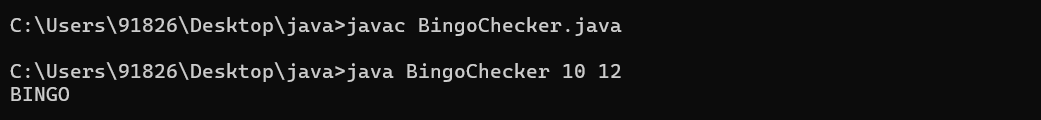 C:\Users\91826\Desktop\java>javac BingoChecker.java
C:\Users\91826\Desktop\java>java BingoChecker 10 12
BINGO